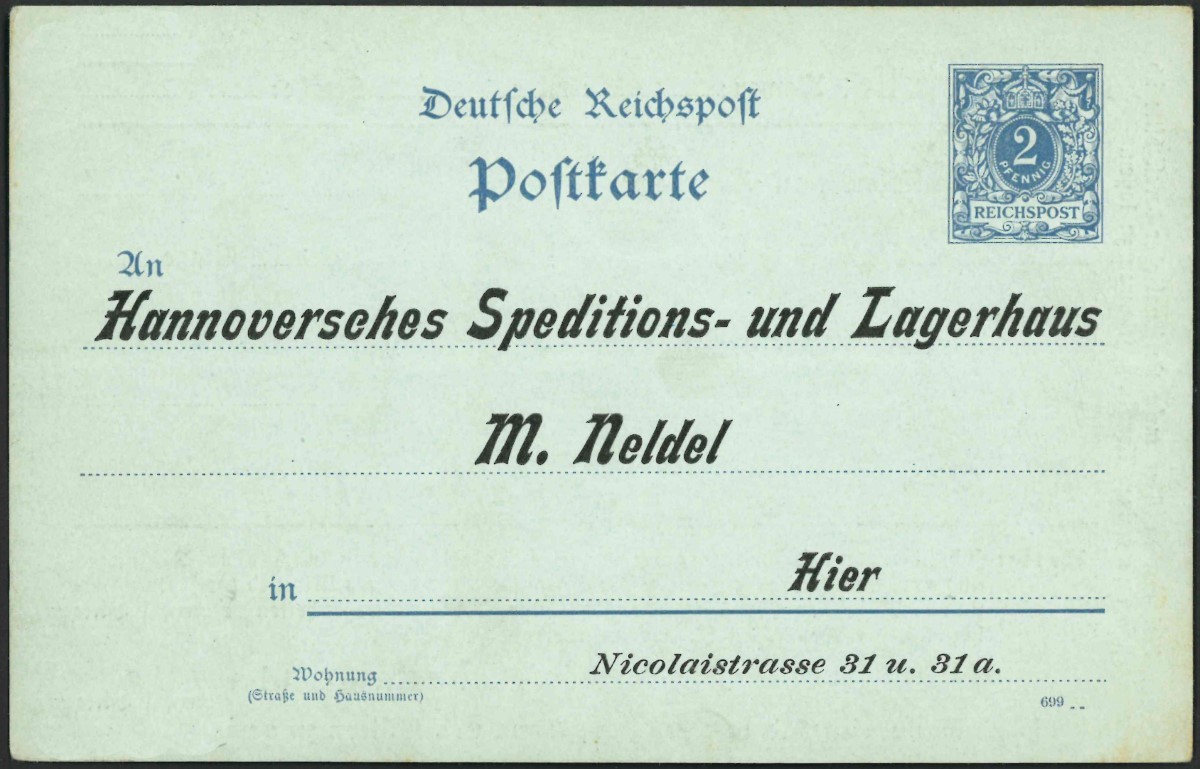 Deutſche Reichspoſt
Poſtkarte
2
PFENNIG
REICHSPOST
An
Hannoversches Speditions- und Lagerhaus
M. Neldel
in Hier
Wohnung Nicolaistrasse 31 u. 31a.
(Straße und Hausnummer)
699